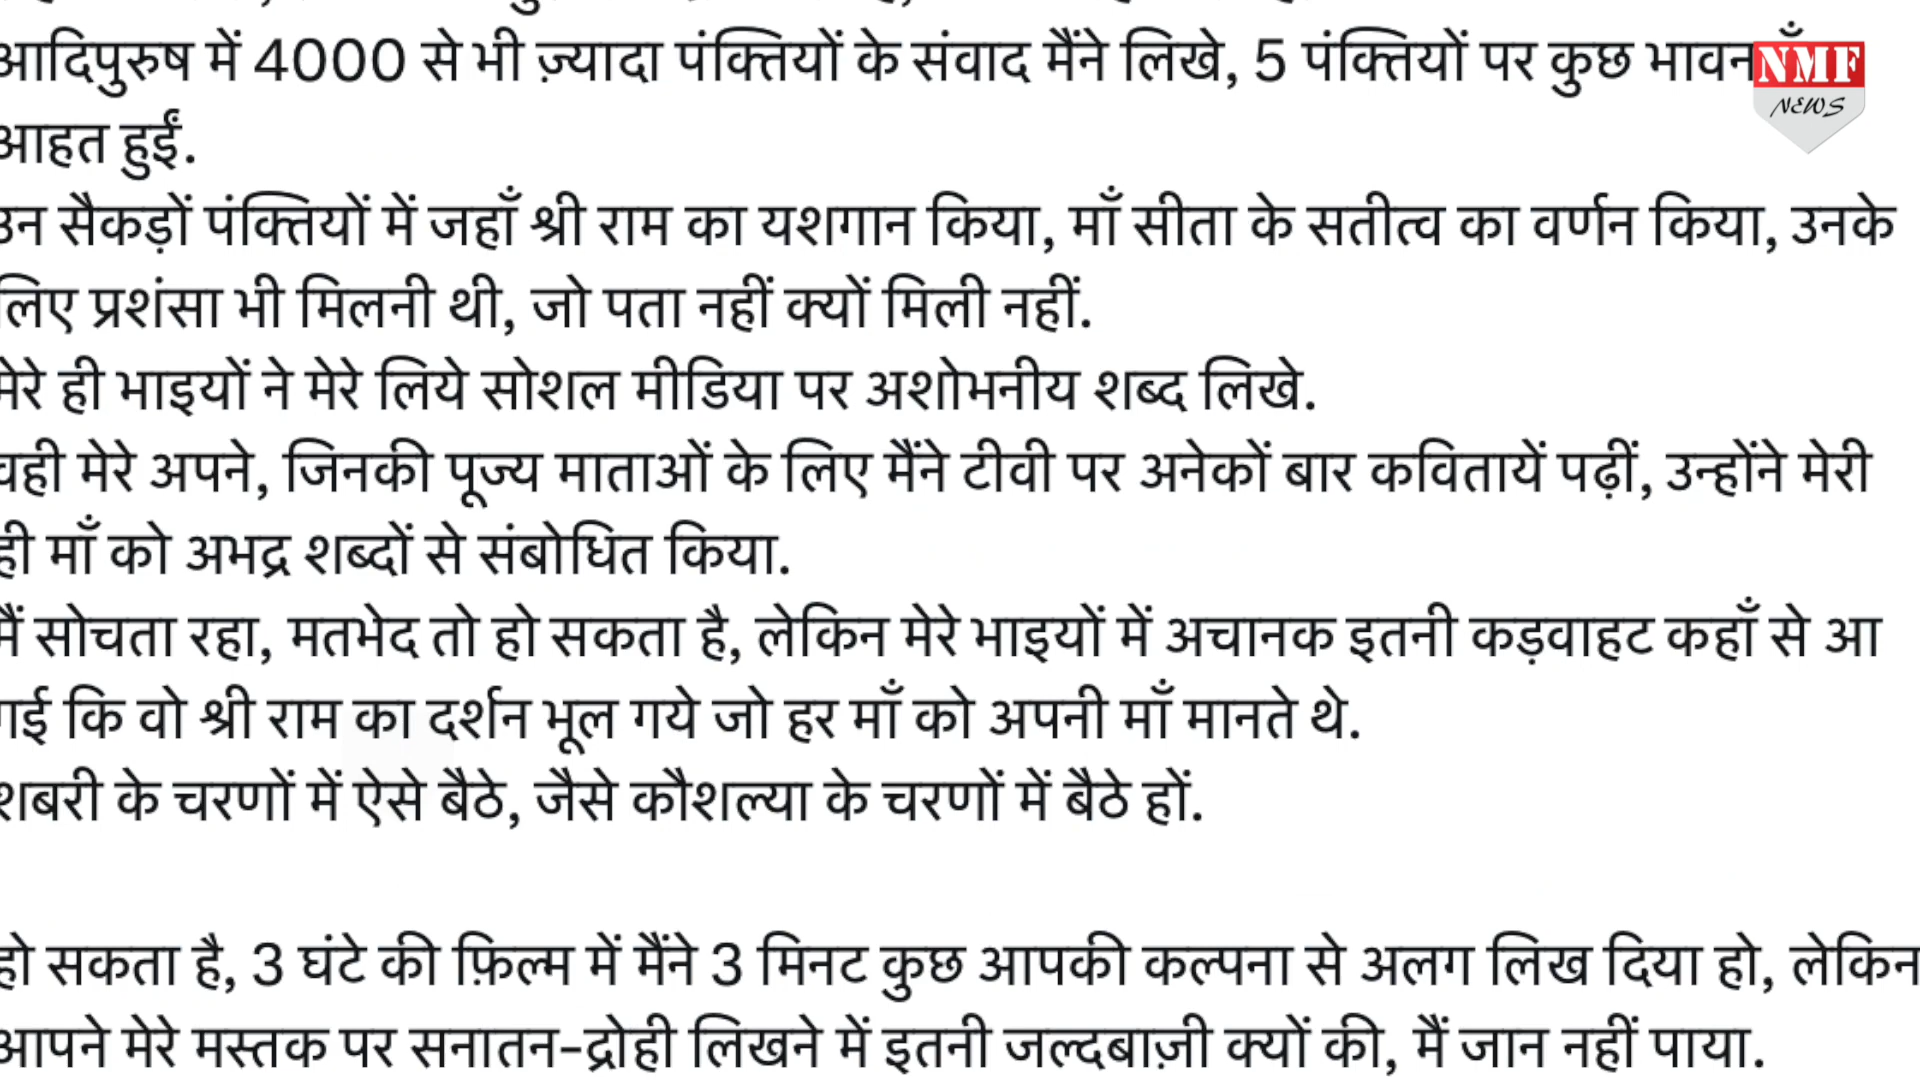 आदिपुरुष में 4000 से भी ज़्यादा पंक्तियों के संवाद मैंने लिखे, 5 पंक्तियों पर कुछ भावनाएँ
NMF
NEWS
आहत हुईं.
उन सैकड़ों पंक्तियों में जहाँ श्री राम का यशगान किया, माँ सीता के सतीत्व का वर्णन किया, उनके
लिए प्रशंसा भी मिलनी थी, जो पता नहीं क्यों मिली नहीं.
मेरे ही भाइयों ने मेरे लिये सोशल मीडिया पर अशोभनीय शब्द लिखे.
वही मेरे अपने, जिनकी पूज्य माताओं के लिए मैंने टीवी पर अनेकों बार कवितायें पढ़ीं, उन्होंने मेरी
ही माँ को अभद्र शब्दों से संबोधित किया.
मैं सोचता रहा, मतभेद तो हो सकता है, लेकिन मेरे भाइयों में अचानक इतनी कड़वाहट कहाँ से आ
गई कि वो श्री राम का दर्शन भूल गये जो हर माँ को अपनी माँ मानते थे.
शबरी के चरणों में ऐसे बैठे, जैसे कौशल्या के चरणों में बैठे हों.
हो सकता है, 3 घंटे की फ़िल्म में मैंने 3 मिनट कुछ आपकी कल्पना से अलग लिख दिया हो, लेकिन
आपने मेरे मस्तक पर सनातन-द्रोही लिखने में इतनी जल्दबाज़ी क्यों की, मैं जान नहीं पाया.